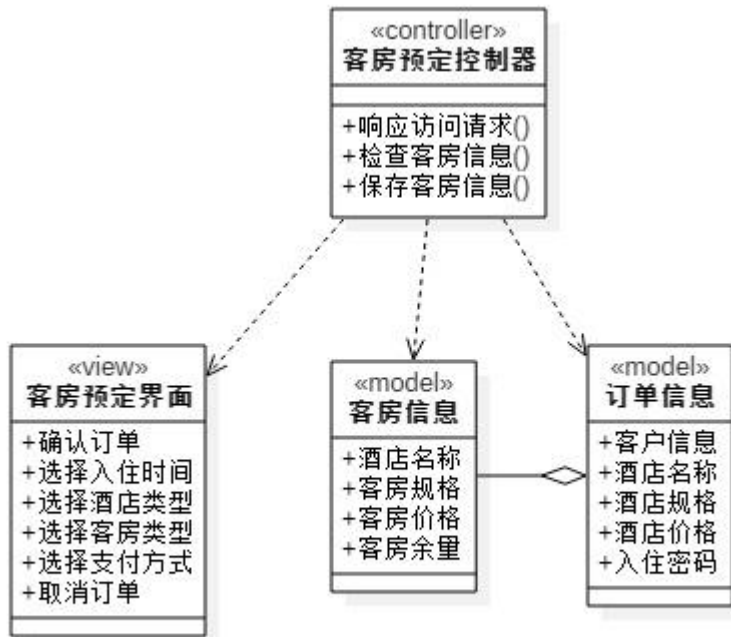 «controller»
客房预定控制器
+响应访问请求()
+检查客房信息()
+保存客房信息()
«view»
客房预定界面
+确认订单
+选择入住时间
+选择酒店类型
+选择客房类型
+选择支付方式
+取消订单
«model»
客房信息
+酒店名称
+客房规格
+客房价格
+客房余量
«model»
订单信息
+客户信息
+酒店名称
+酒店规格
+酒店价格
+入住密码